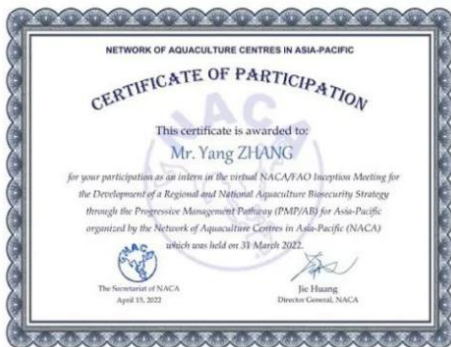 NETWORK OF AQUACULTURE CENTRES IN ASIA-PACIFIC
CERTIFICATE OF PARTICIPATION
This certificate is awarded to:
Mr. Yang ZHANG
for your participation as an intern in the virtual NACA/FAO Inception Meeting for
the Development of a Regional and National Aquaculture Biosecurity Strategy
through the Progressive Management Pathway (PMP/AB) for Asia-Pacific
organized by the Network of Aquaculture Centres in Asia-Pacific (NACA)
which was held on 31 March 2022.
NACA
The Secretariat of NACA
April 15, 2022
Jie Huang
Director General, NACA